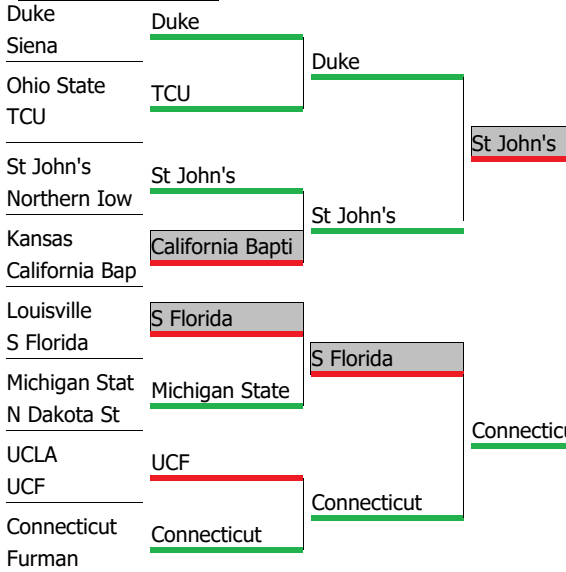 Duke
Siena
Ohio State
TCU
St John's
Northern Iow
Kansas
California Bap
Louisville
S Florida
Michigan Stat
N Dakota St
UCLA
UCF
Connecticut
Furman
Duke
TCU
St John's
California Bapti
S Florida
Michigan State
UCF
Connecticut
Duke
St John's
S Florida
Connecticut
St John's
Connecticu